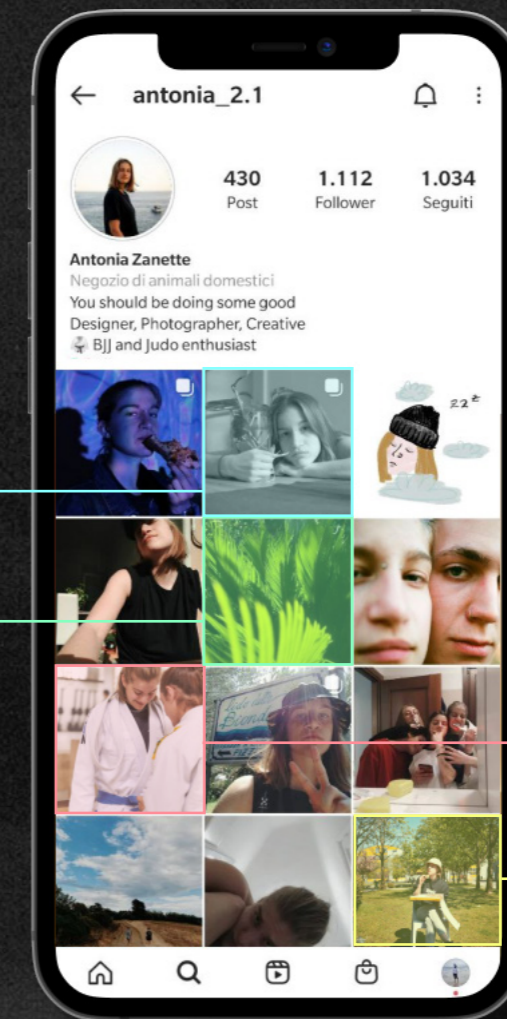 antonia_2.1
430 1.112 1.034
Post Follower Seguiti
Antonia Zanette
Negozio di animali domestici
You should be doing some good
Designer, Photographer, Creative
BJJ and Judo enthusiast
zzz